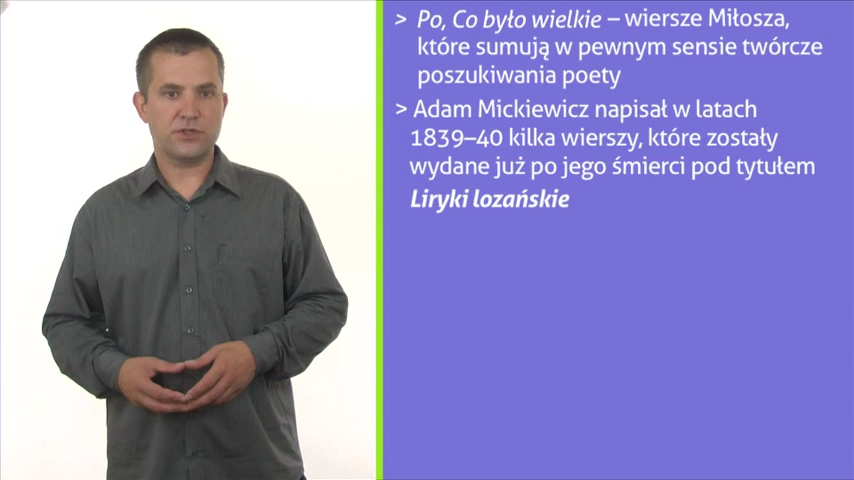 > Po, Co było wielkie – wiersze Miłosza,
które sumują w pewnym sensie twórcze
poszukiwania poety
> Adam Mickiewicz napisał w latach
1839–40 kilka wierszy, które zostały
wydane już po jego śmierci pod tytułem
Liryki lozańskie